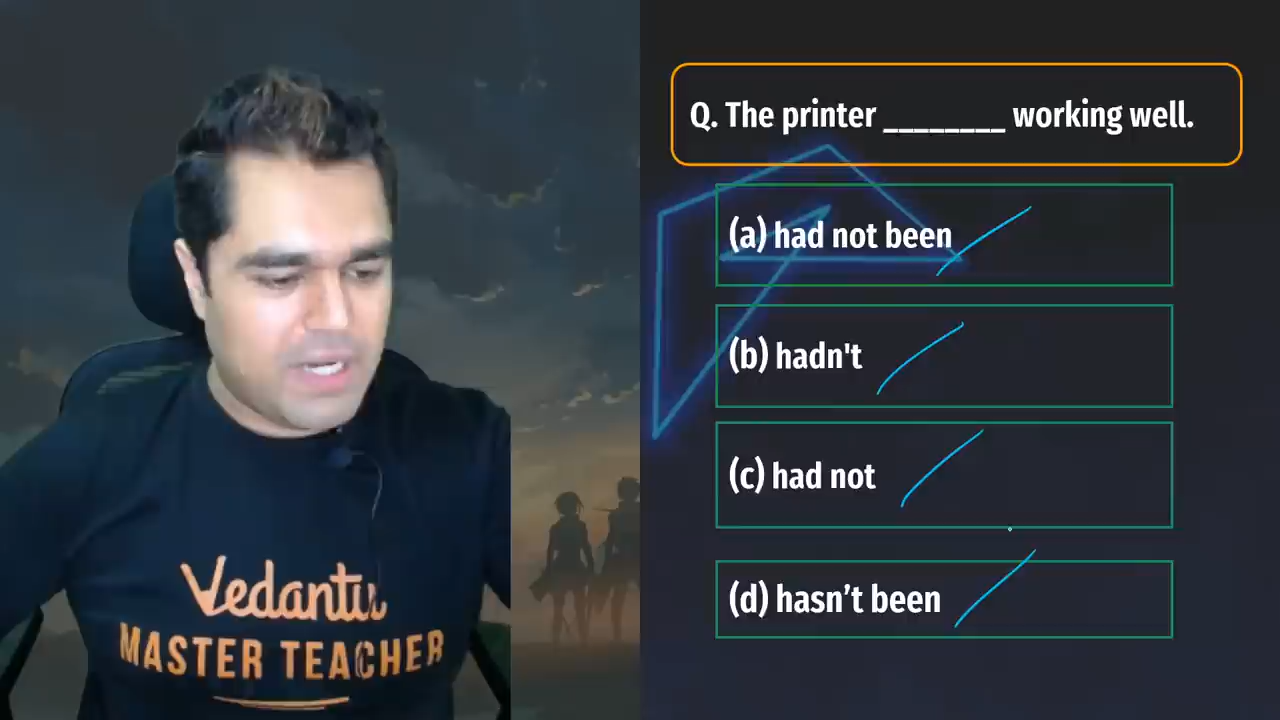 Q. The printer ________ working well.
(a) had not been
(b) hadn't
(c) had not
(d) hasn't been
Vedantu
MASTER TEACHER